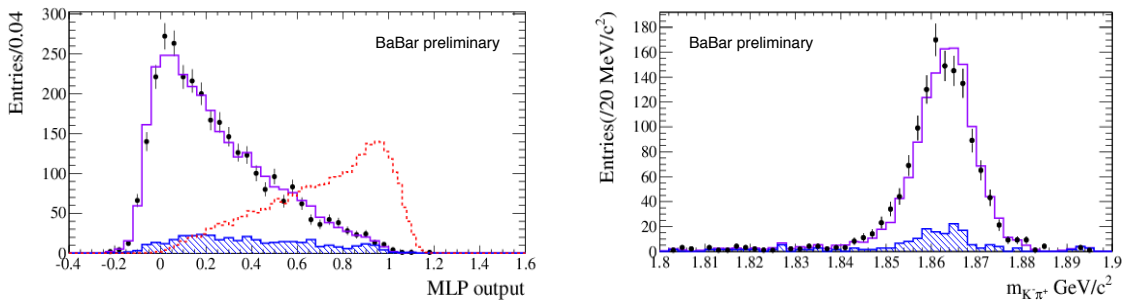 Entries/0.04
300
250
200
150
100
50
0
BaBar preliminary
-0.4 -0.2 0 0.2 0.4 0.6 0.8 1 1.2 1.4 1.6
MLP output
Entries(/20 MeV/c²)
180
160
140
120
100
80
60
40
20
0
BaBar preliminary
1.8 1.81 1.82 1.83 1.84 1.85 1.86 1.87 1.88 1.89 1.9
m_K⁻π⁺ GeV/c²